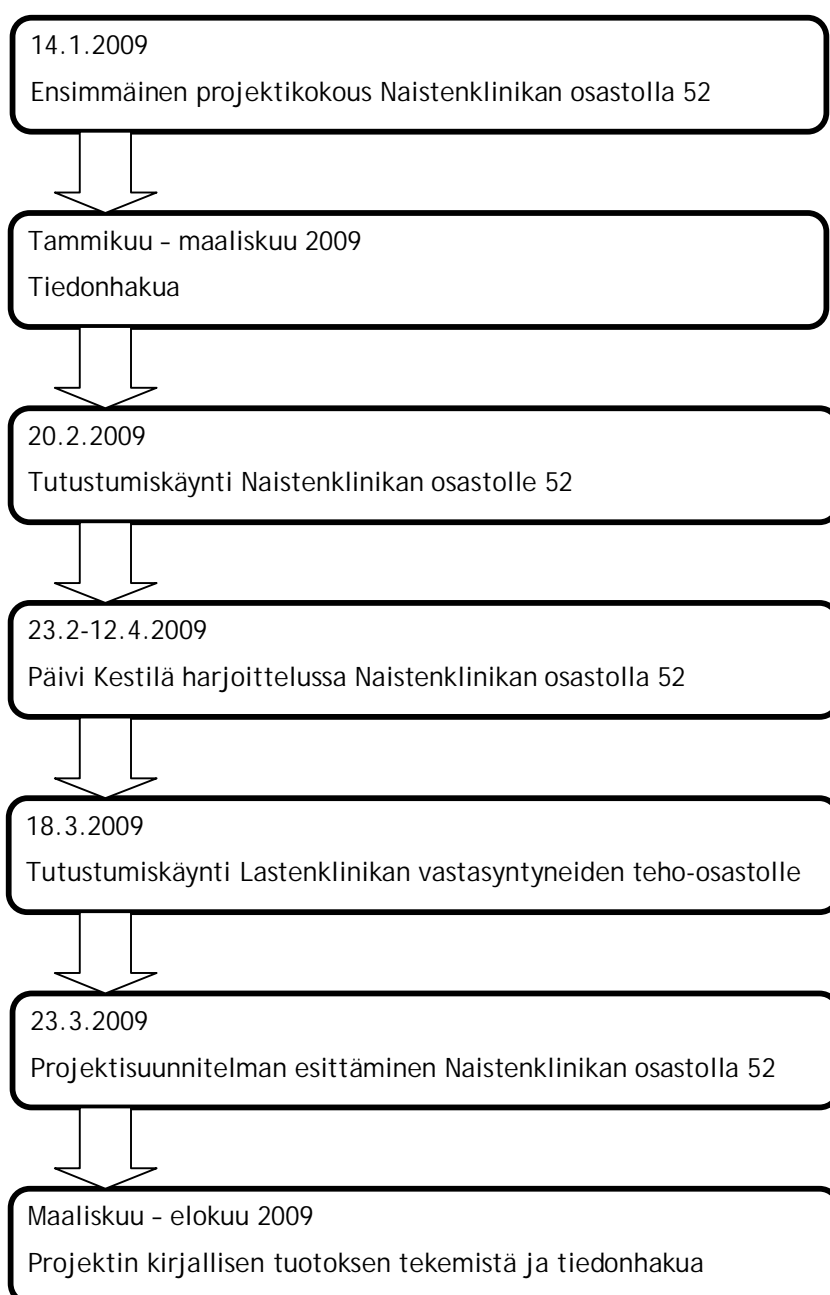 14.1.2009
Ensimmäinen projektikokous Naistenklinikan osastolla 52
Tammikuu – maaliskuu 2009
Tiedonhakua
20.2.2009
Tutustumiskäynti Naistenklinikan osastolle 52
23.2-12.4.2009
Päivi Kestilä harjoittelussa Naistenklinikan osastolla 52
18.3.2009
Tutustumiskäynti Lastenklinikan vastasyntyneiden teho-osastolle
23.3.2009
Projektisuunnitelman esittäminen Naistenklinikan osastolla 52
Maaliskuu – elokuu 2009
Projektin kirjallisen tuotoksen tekemistä ja tiedonhakua